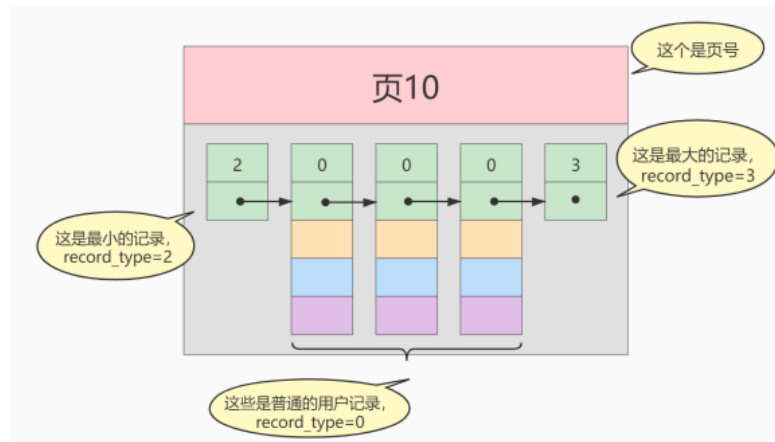 这个是页号
页10
2
0
0
0
3
这是最大的记录,
record_type=3
这是最小的记录,
record_type=2
这些是普通的用户记录,
record_type=0